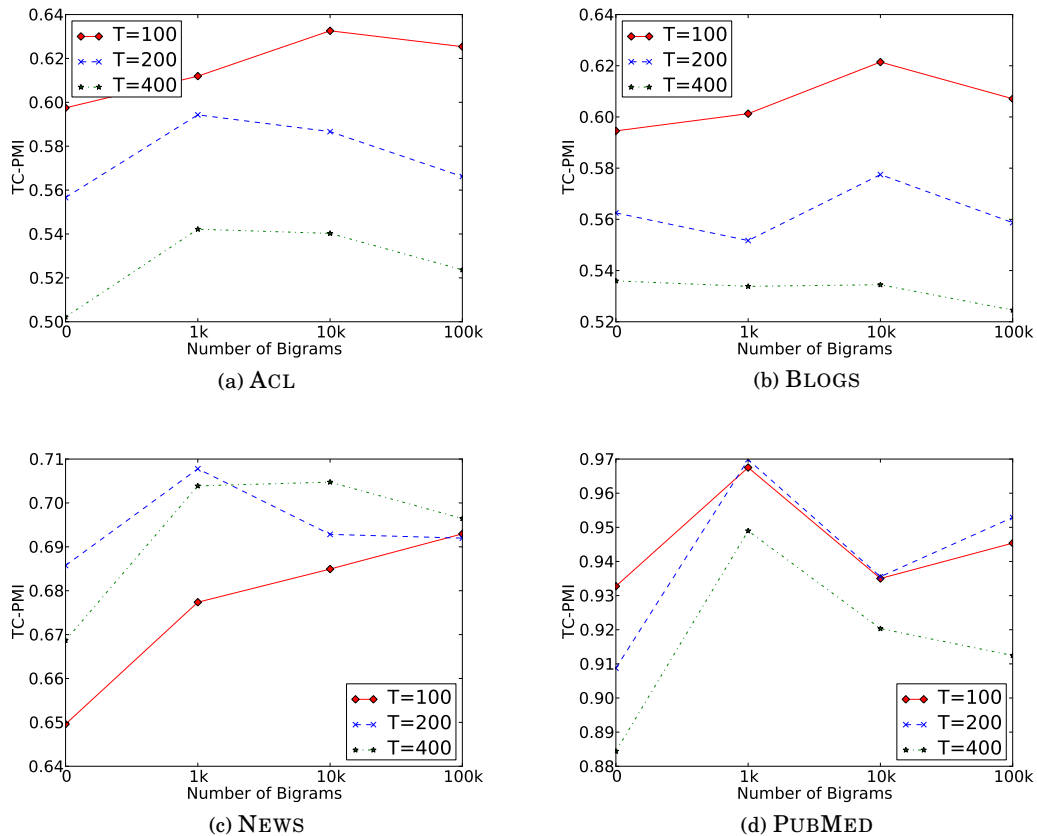 0.64
0.62
0.60
0.58
0.56
0.54
0.52
0.50
TC-PMI
T=100
T=200
T=400
0
1k
10k
100k
Number of Bigrams
(a) ACL
0.64
0.62
0.60
0.58
0.56
0.54
0.52
TC-PMI
T=100
T=200
T=400
0
1k
10k
100k
Number of Bigrams
(b) BLOGS
0.71
0.70
0.69
0.68
0.67
0.66
0.65
0.64
TC-PMI
T=100
T=200
T=400
0
1k
10k
100k
Number of Bigrams
(c) NEWS
0.97
0.96
0.95
0.94
0.93
0.92
0.91
0.90
0.89
0.88
TC-PMI
T=100
T=200
T=400
0
1k
10k
100k
Number of Bigrams
(d) PUBMED